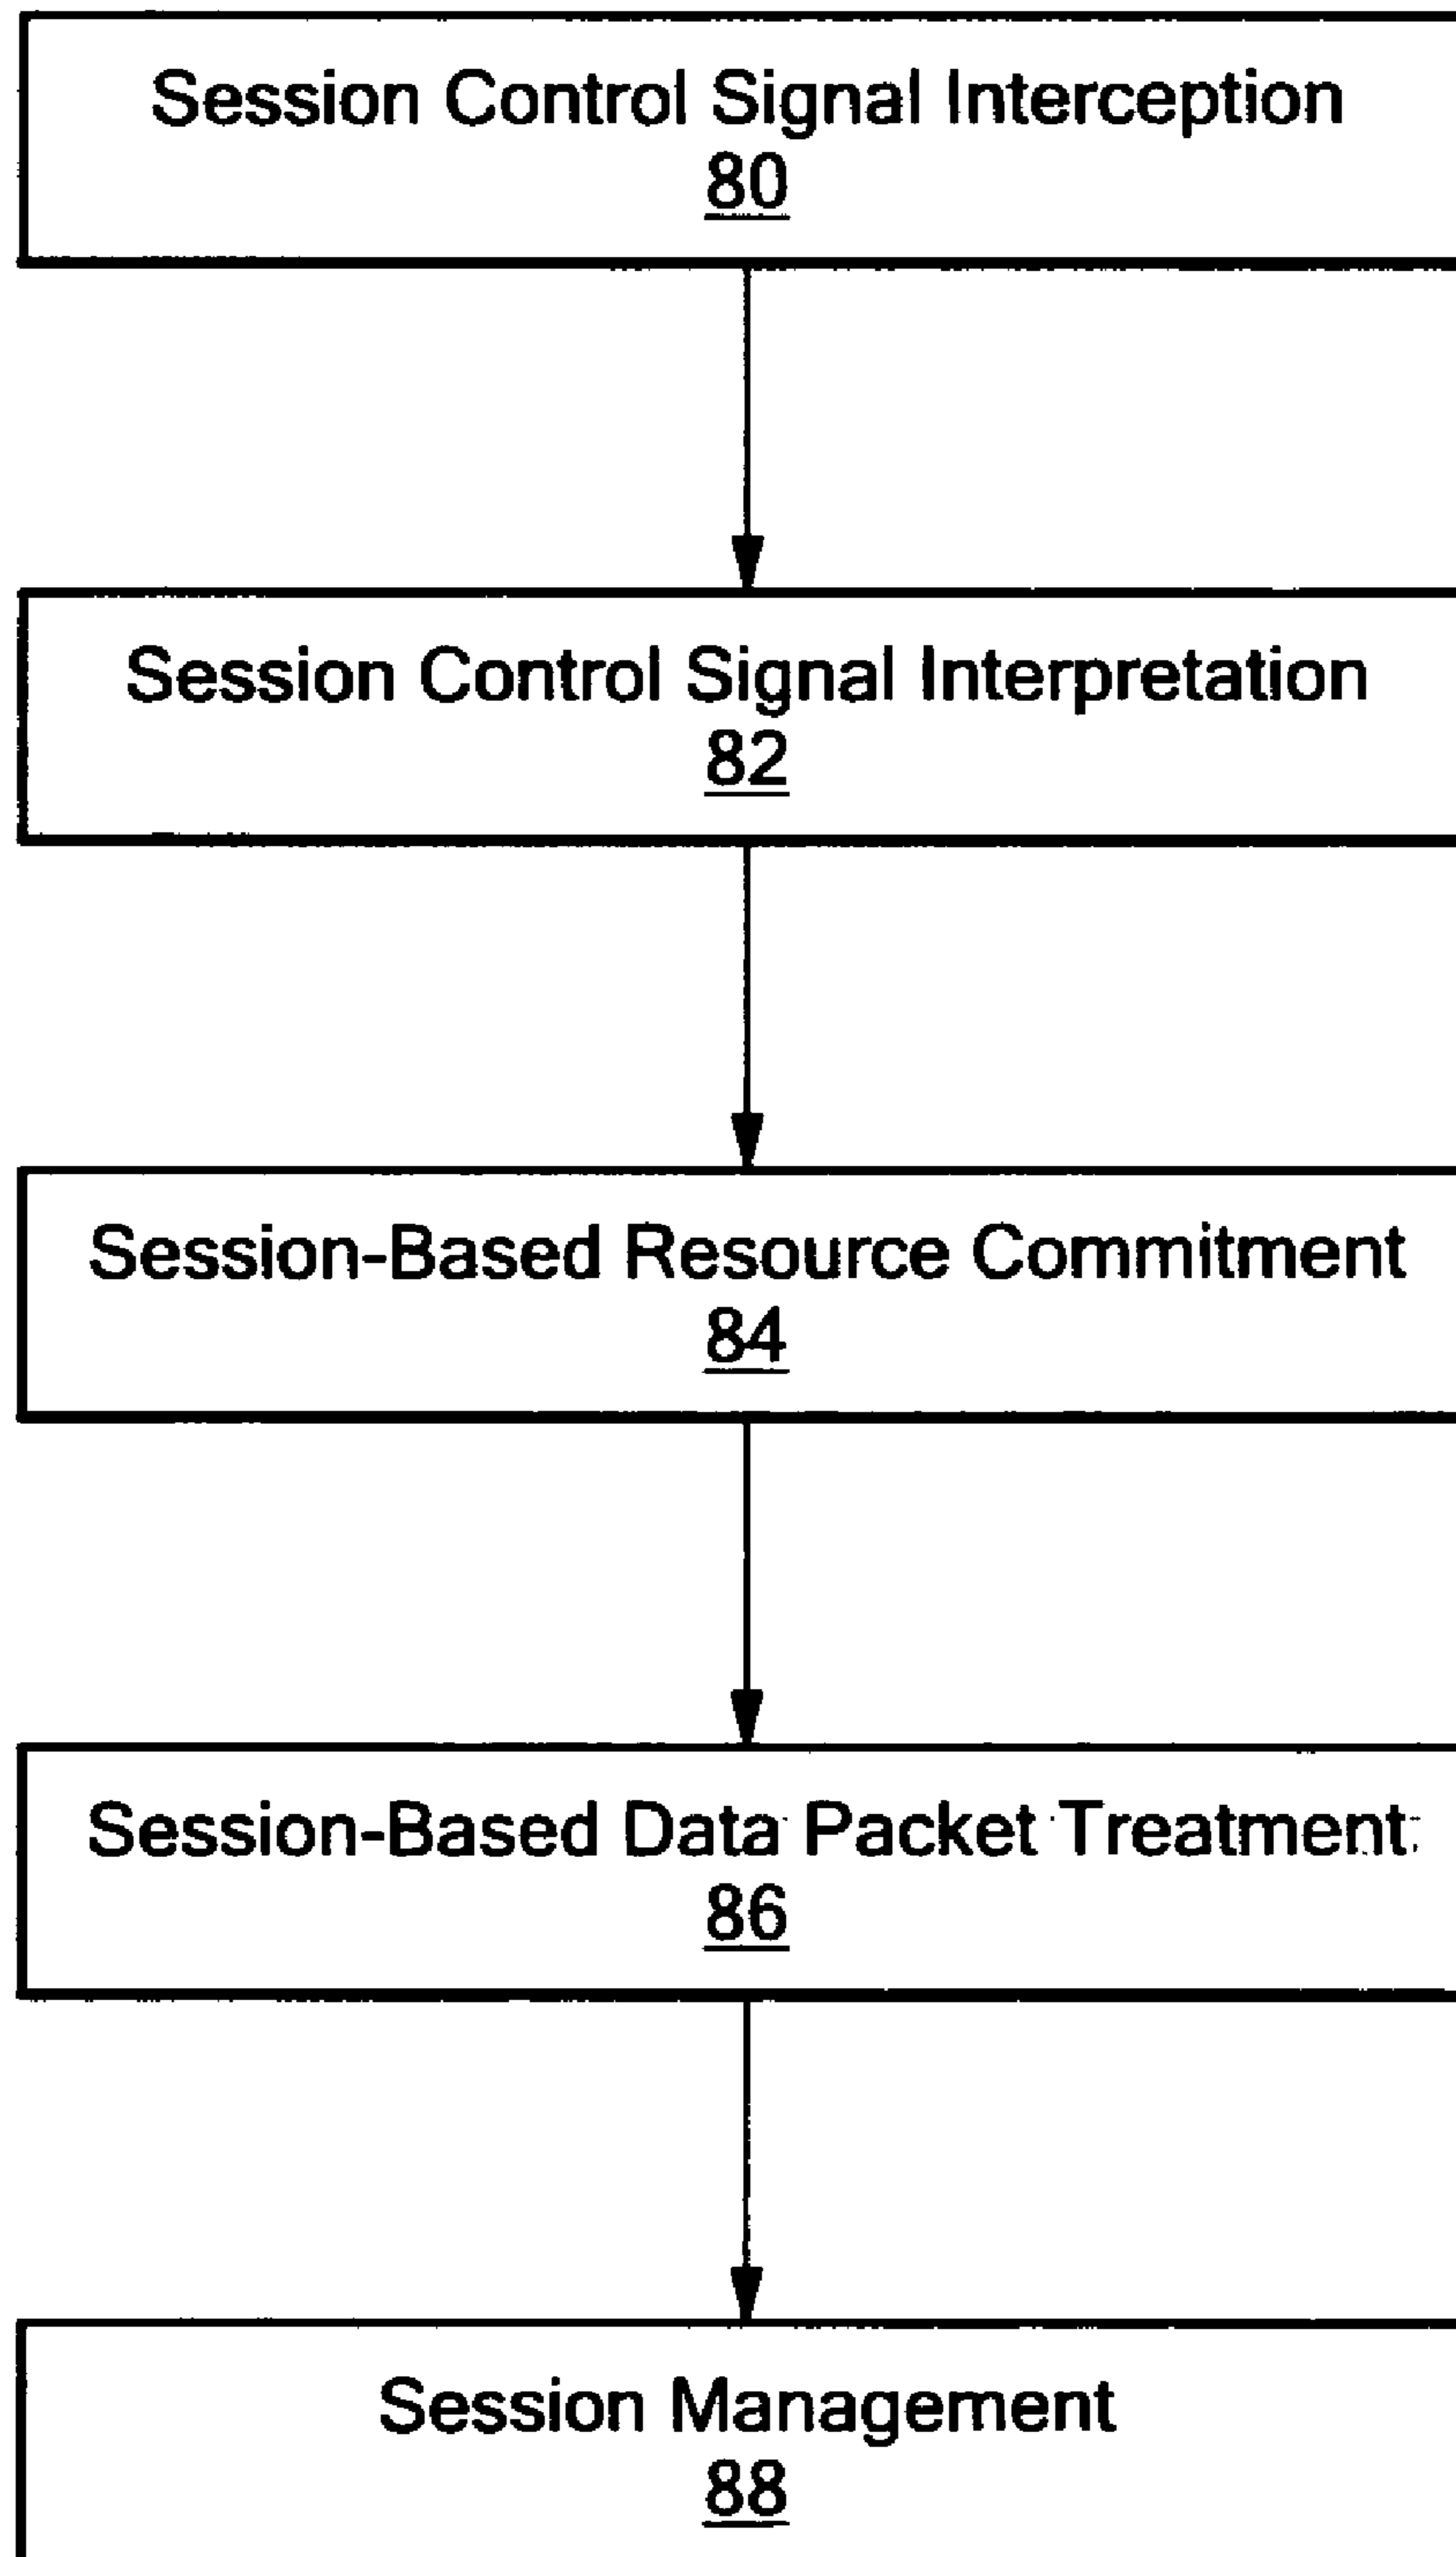 Session Control Signal Interception
80
Session Control Signal Interpretation
82
Session-Based Resource Commitment
84
Session-Based Data Packet Treatment
86
Session Management
88